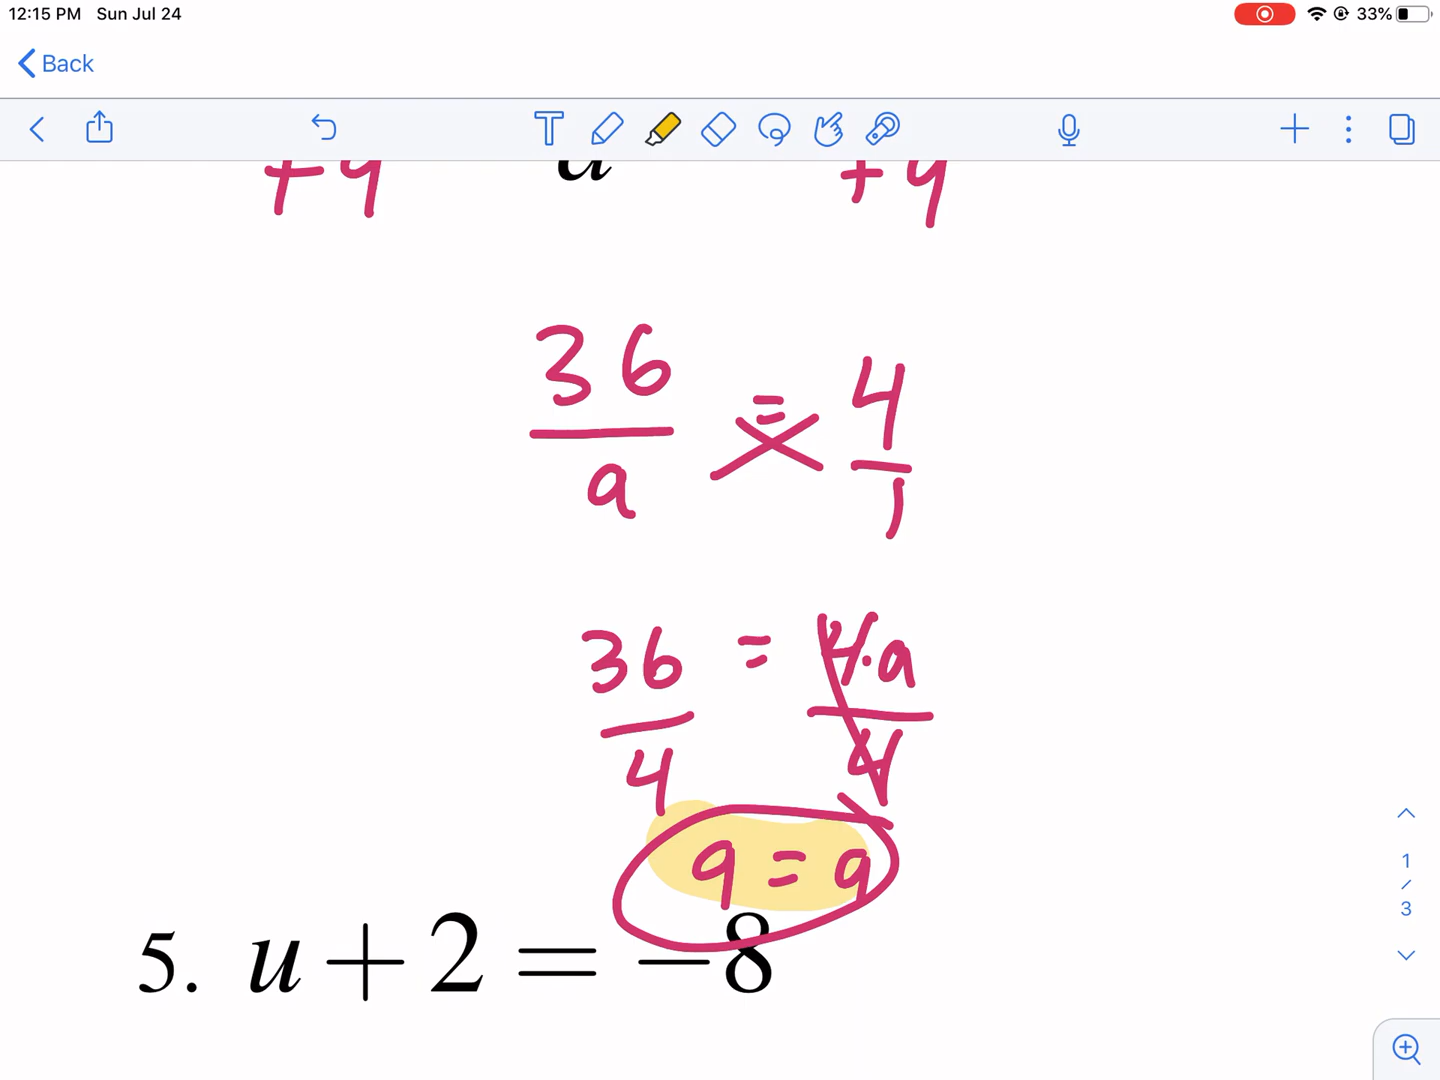 12:15 PM Sun Jul 24 33%
Back
+9 a +9
36/a = 4/1
36/4 = 4·a/4
9 = a
5. u + 2 = −8
1
/
3